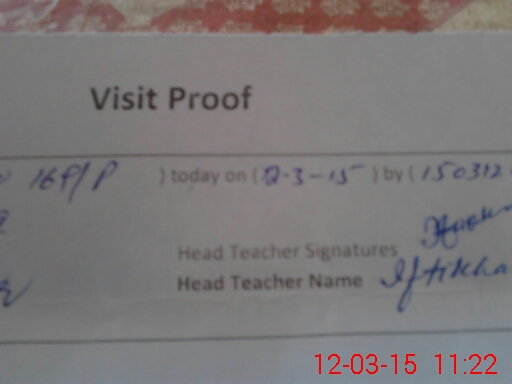 Visit Proof
16P/P ) today on ( 12-3-15 ) by ( 150312
Head Teacher Signatures
Head Teacher Name Iftikha
12-03-15 11:22